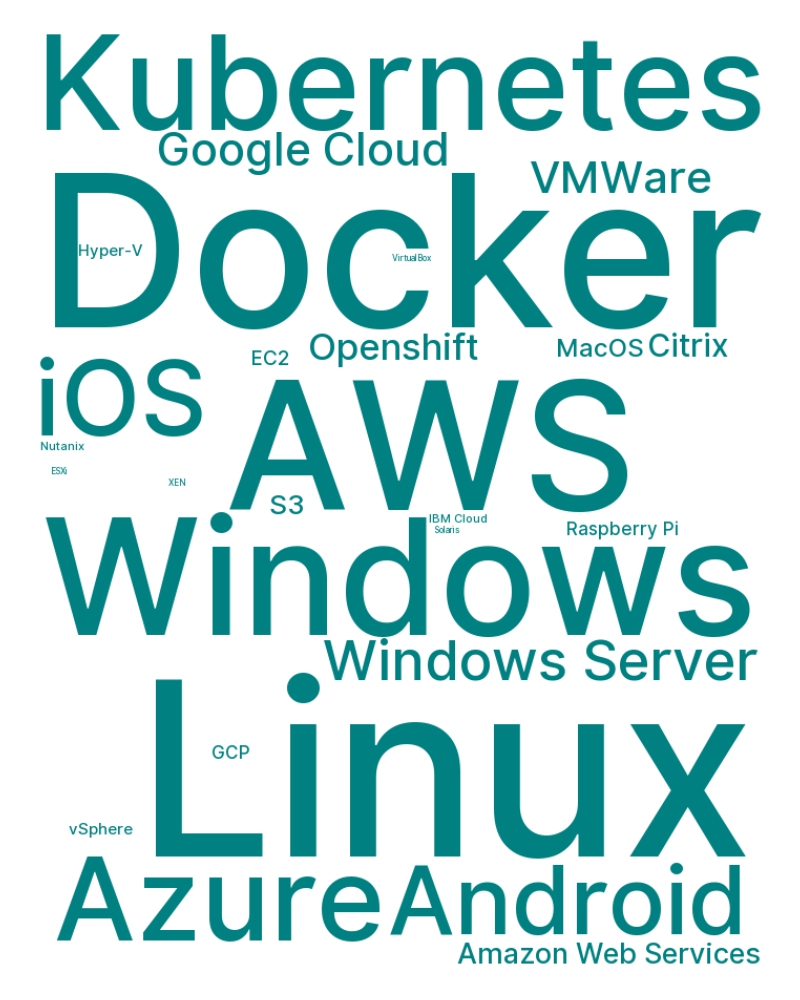 Kubernetes
Google Cloud
VMWare
Docker
Hyper-V
VirtualBox
Openshift
MacOS
Citrix
EC2
iOS
AWS
Nutanix
ESXi
XEN
S3
IBM Cloud
Solaris
Raspberry Pi
Windows
Windows Server
Linux
GCP
vSphere
Azure
Android
Amazon Web Services